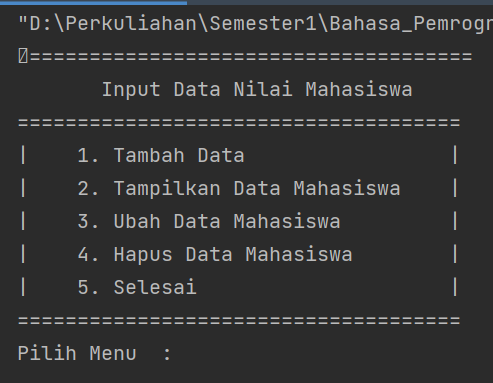 "D:\Perkuliahan\Semester1\Bahasa_Pemrogr
=====================================
Input Data Nilai Mahasiswa
=====================================
|    1. Tambah Data                 |
|    2. Tampilkan Data Mahasiswa    |
|    3. Ubah Data Mahasiswa         |
|    4. Hapus Data Mahasiswa        |
|    5. Selesai                     |
=====================================
Pilih Menu  :